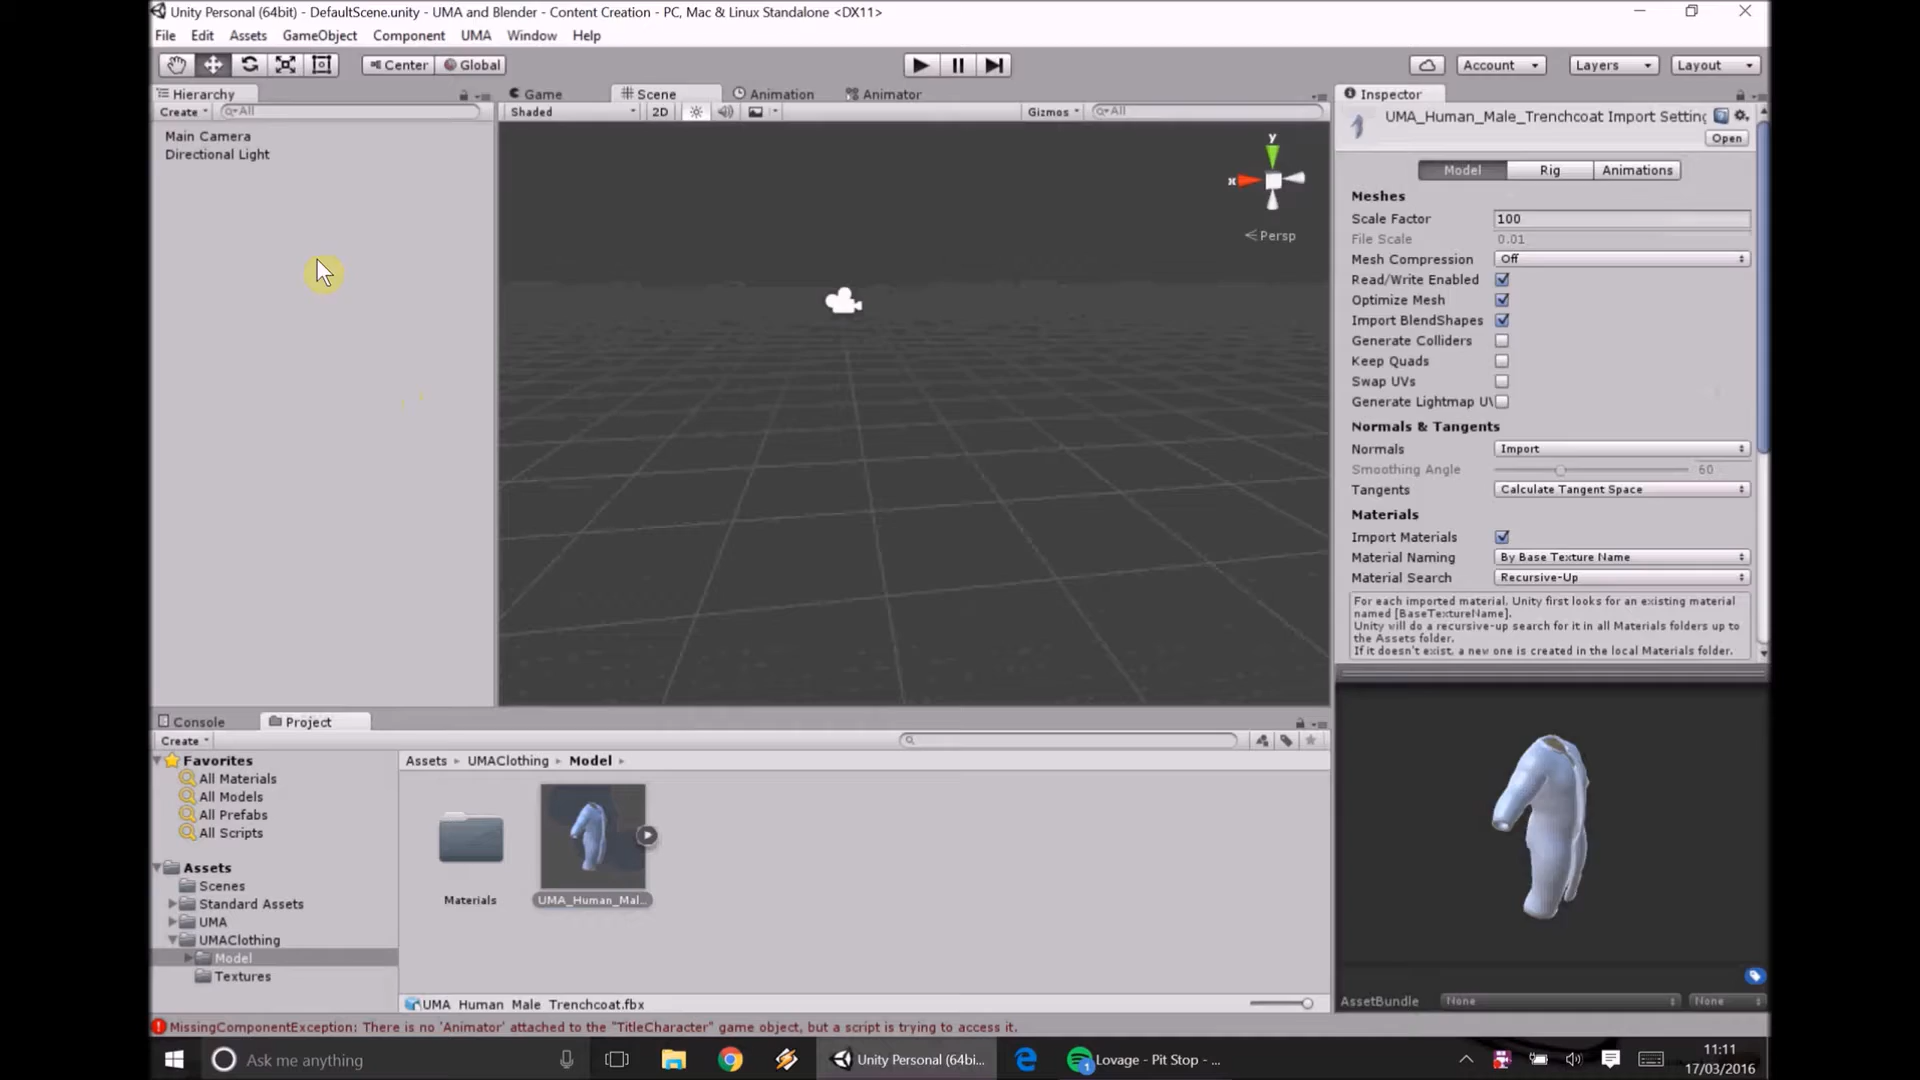 Unity Personal (64bit) - DefaultScene.unity - UMA and Blender - Content Creation - PC, Mac & Linux Standalone <DX11>
File Edit Assets GameObject Component UMA Window Help
Center Global Account Layers Layout
Hierarchy
Create All
Main Camera
Directional Light
Game Scene Animation Animator
Shaded 2D Gizmos All
y
x
Persp
Inspector
UMA_Human_Male_Trenchcoat Import Setting
Open
Model Rig Animations
Meshes
Scale Factor 100
File Scale 0.01
Mesh Compression Off
Read/Write Enabled
Optimize Mesh
Import BlendShapes
Generate Colliders
Keep Quads
Swap UVs
Generate Lightmap UV
Normals & Tangents
Normals Import
Smoothing Angle 60
Tangents Calculate Tangent Space
Materials
Import Materials
Material Naming By Base Texture Name
Material Search Recursive-Up
For each imported material, Unity first looks for an existing material
named [BaseTextureName].
Unity will do a recursive-up search for it in all Materials folders up to
the Assets folder.
If it doesn't exist, a new one is created in the local Materials folder.
AssetBundle None None
Console Project
Create
Favorites
All Materials
All Models
All Prefabs
All Scripts
Assets
Scenes
Standard Assets
UMA
UMAClothing
Model
Textures
Assets UMAClothing Model
Materials
UMA_Human_Mal...
UMA_Human_Male_Trenchcoat.fbx
MissingComponentException: There is no 'Animator' attached to the "TitleCharacter" game object, but a script is trying to access it.
Ask me anything
Unity Personal (64bi...
1
Lovage - Pit Stop - ...
11:11
17/03/2016